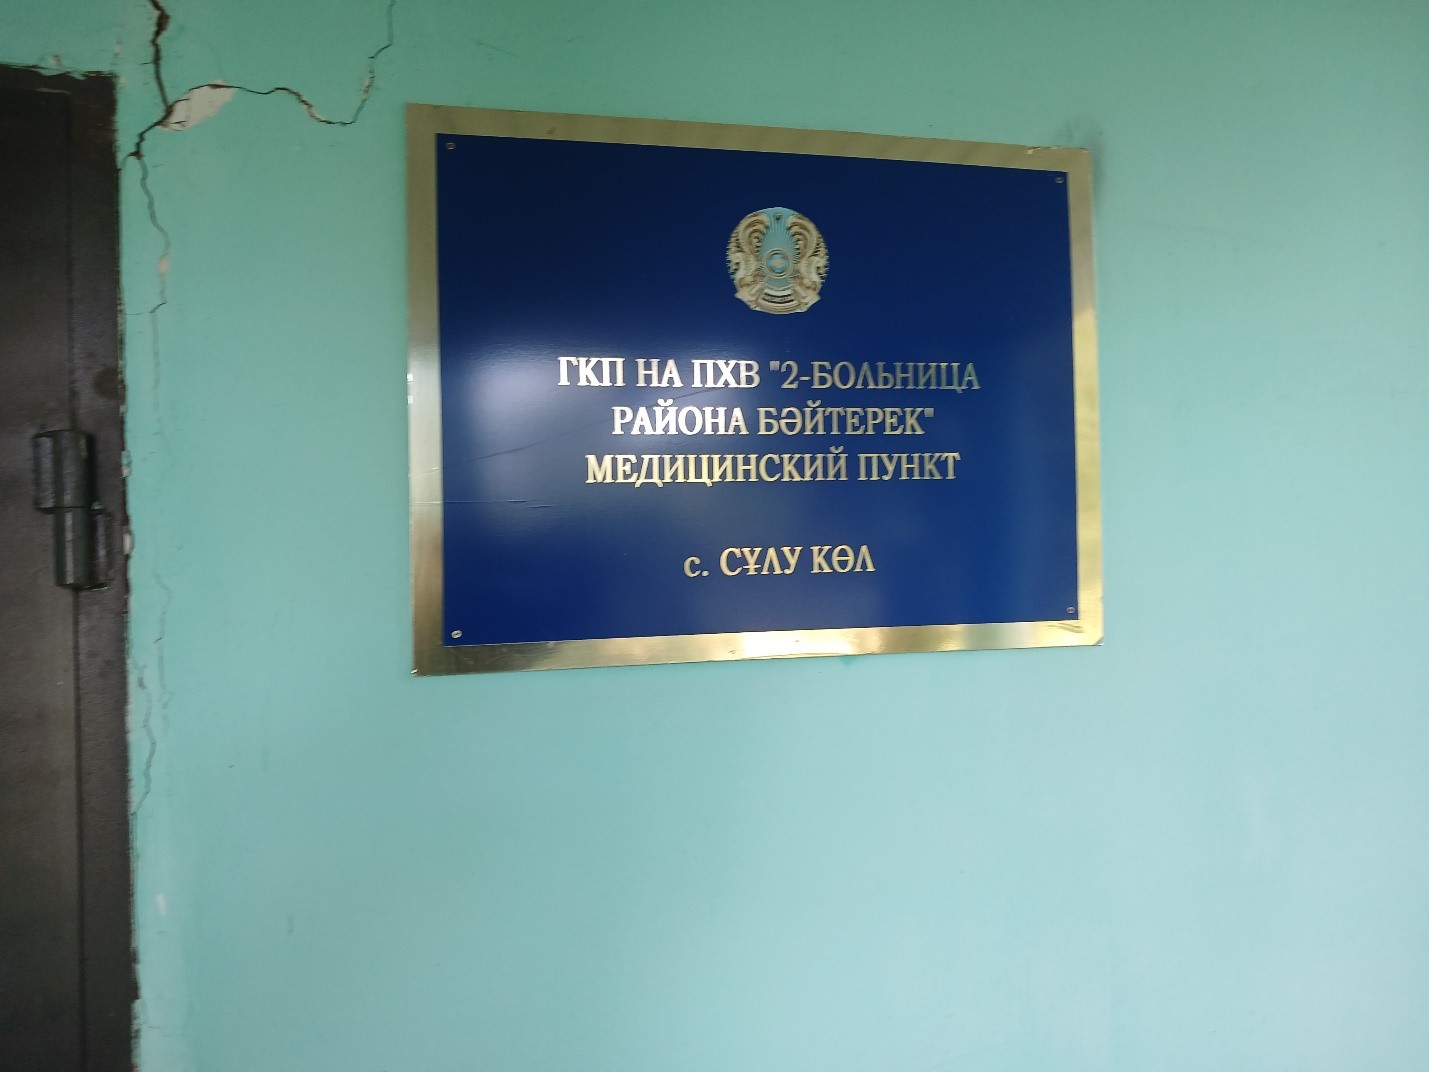 ГКП НА ПХВ "2-БОЛЬНИЦА
РАЙОНА БӘЙТЕРЕК"
МЕДИЦИНСКИЙ ПУНКТ
с. СҰЛУ КӨЛ